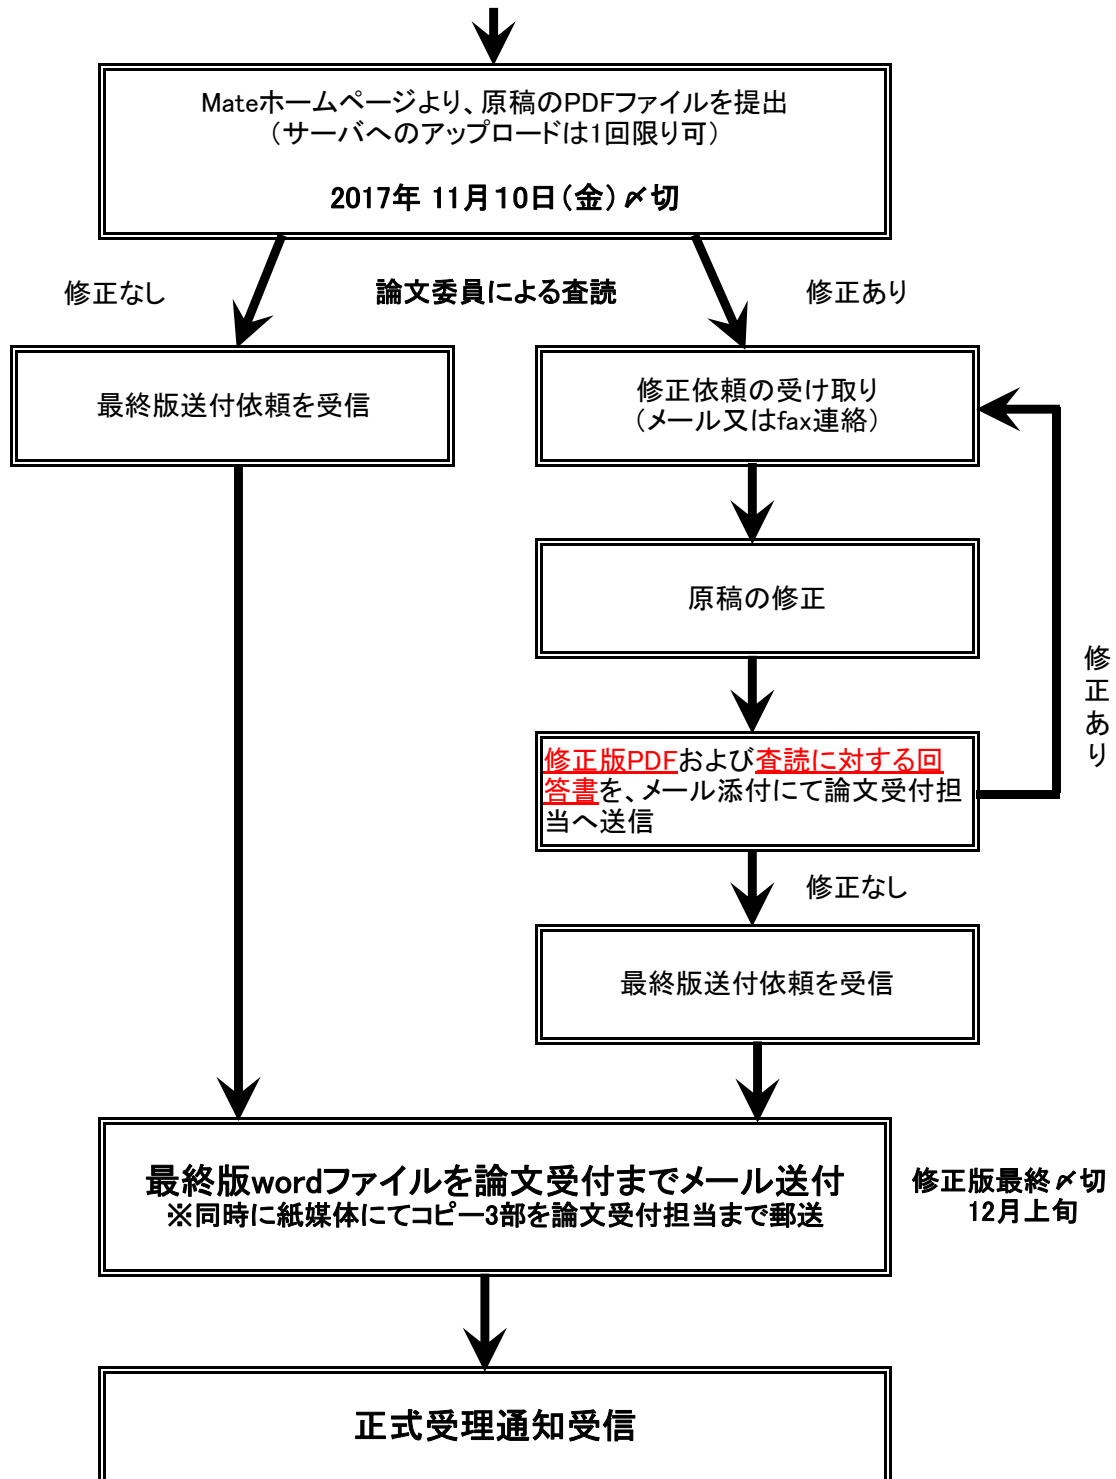 Mateホームページより、原稿のPDFファイルを提出
（サーバへのアップロードは1回限り可）
2017年 11月１０日（金）〆切
修正なし
論文委員による査読
修正あり
最終版送付依頼を受信
修正依頼の受け取り
（メール又はfax連絡）
原稿の修正
修正あり
修正版PDFおよび査読に対する回
答書を、メール添付にて論文受付担
当へ送信
修正なし
最終版送付依頼を受信
最終版wordファイルを論文受付までメール送付
※同時に紙媒体にてコピー3部を論文受付担当まで郵送
修正版最終〆切
12月上旬
正式受理通知受信